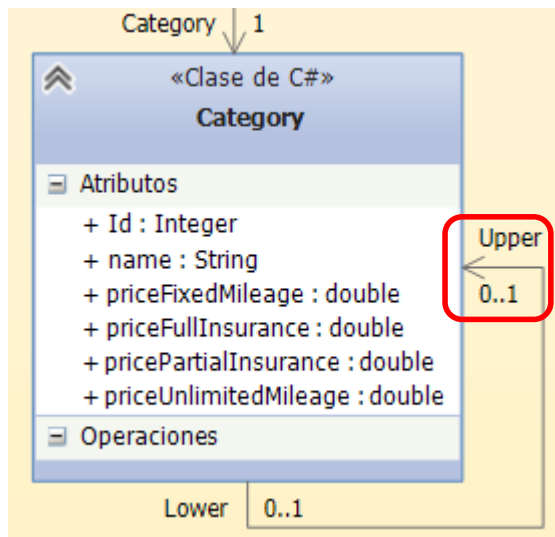 Category 1
«Clase de C#»
Category
Atributos
+ Id : Integer
+ name : String
+ priceFixedMileage : double
+ priceFullInsurance : double
+ pricePartialInsurance : double
+ priceUnlimitedMileage : double
Operaciones
Upper
0..1
Lower 0..1